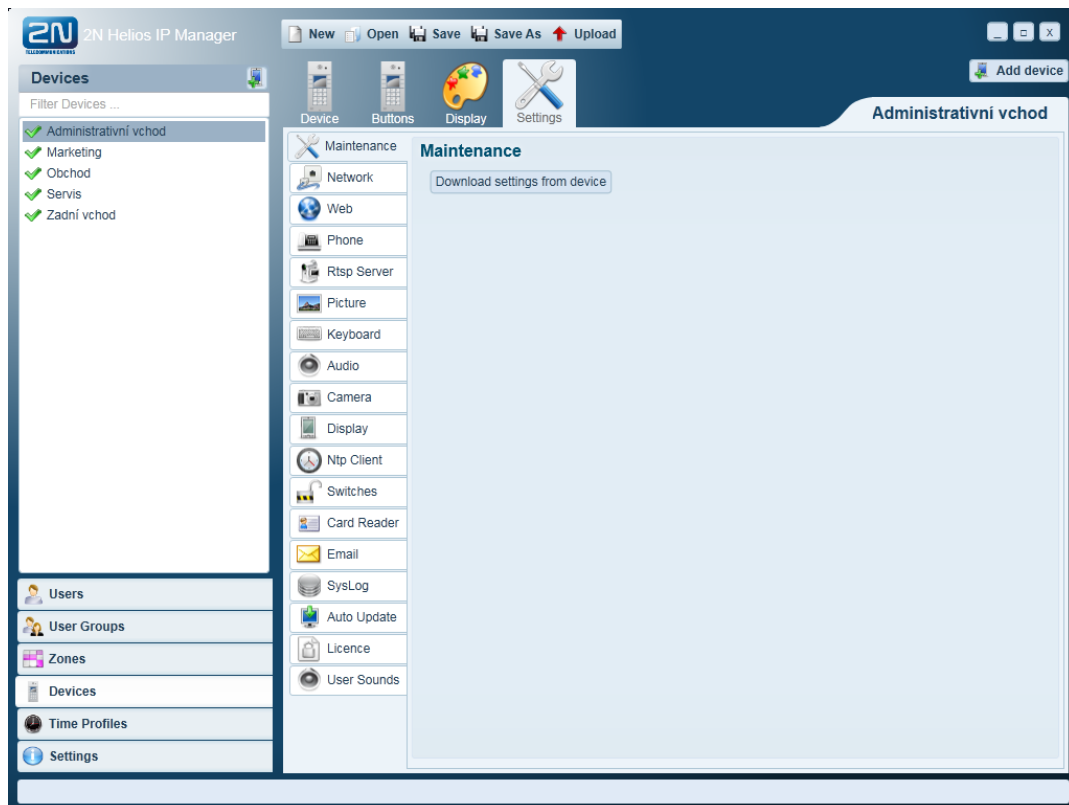 2N
TELECOMMUNICATIONS
2N Helios IP Manager
New Open Save Save As Upload
_ □ X
Devices
Filter Devices ...
Administrativní vchod
Marketing
Obchod
Servis
Zadní vchod
Users
User Groups
Zones
Devices
Time Profiles
Settings
Device Buttons Display Settings
Add device
Administrativní vchod
Maintenance
Network
Web
Phone
Rtsp Server
Picture
Keyboard
Audio
Camera
Display
Ntp Client
Switches
Card Reader
Email
SysLog
Auto Update
Licence
User Sounds
Maintenance
Download settings from device